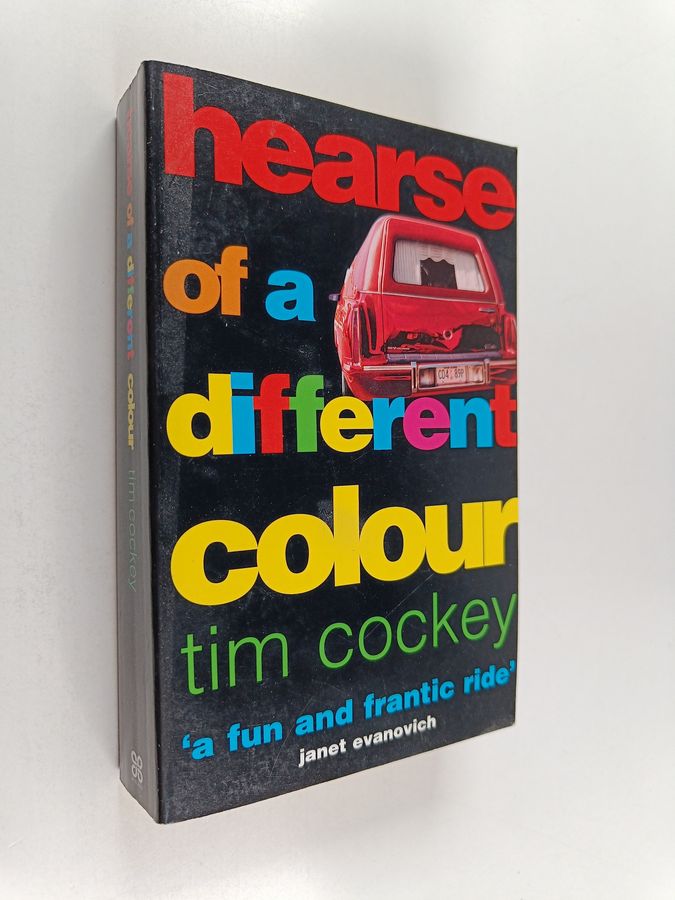 hearse
of a
different
colour
tim cockey
'a fun and frantic ride'
janet evanovich
hearse of a different colour tim cockey